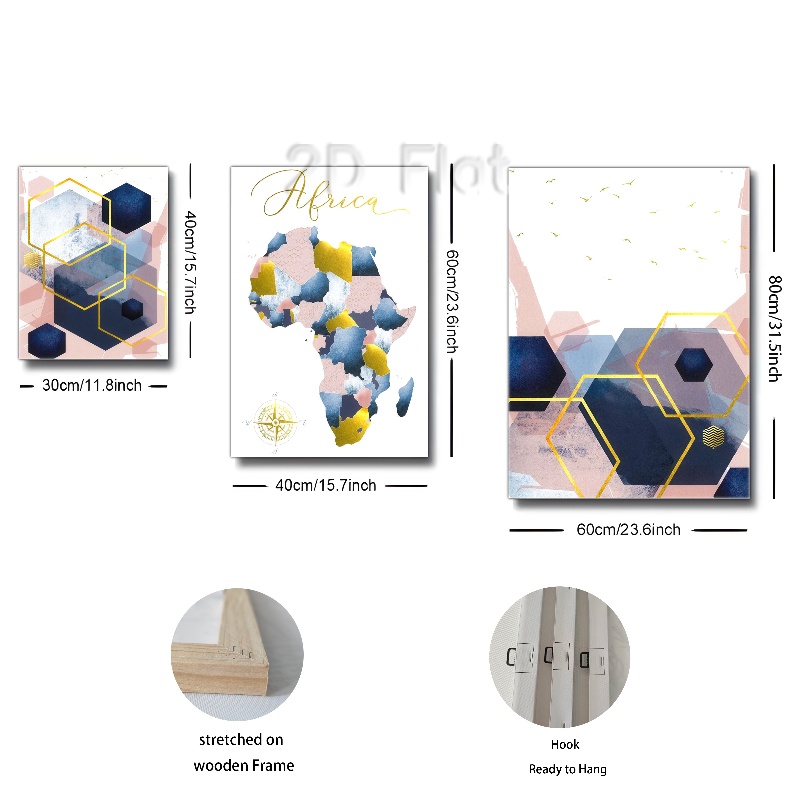 2D Flat
Africa
40cm/15.7inch
30cm/11.8inch
60cm/23.6inch
40cm/15.7inch
80cm/31.5inch
60cm/23.6inch
stretched on
wooden Frame
Hook
Ready to Hang